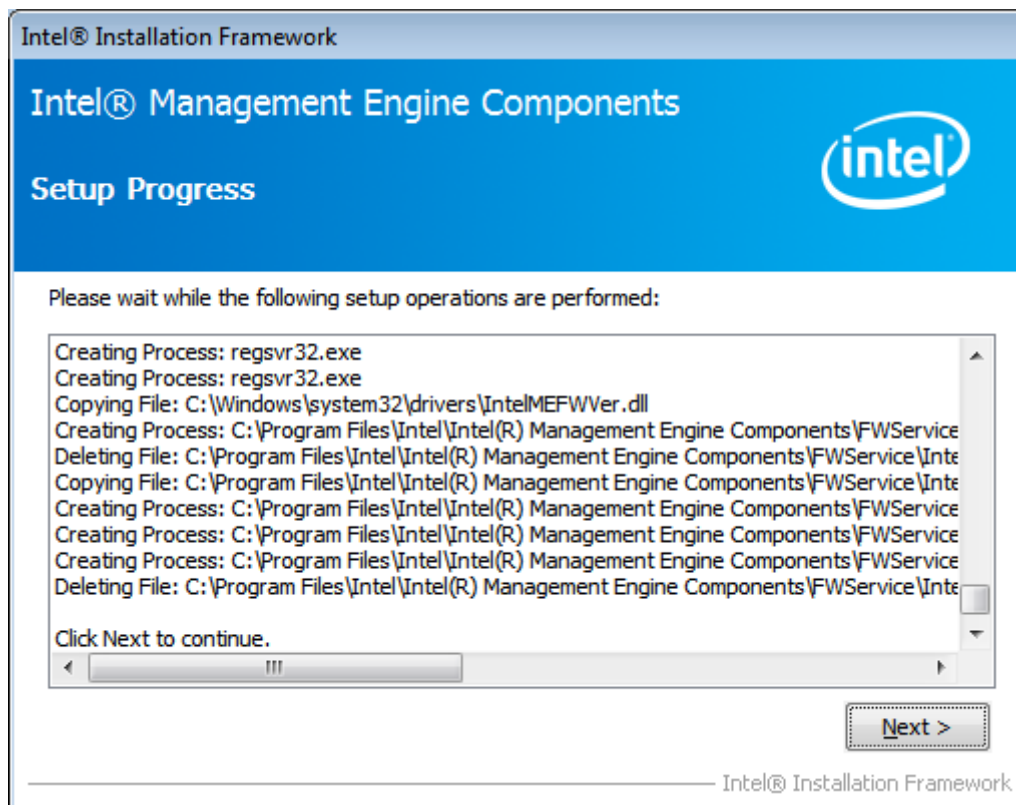 Intel® Installation Framework
Intel® Management Engine Components
intel
Setup Progress
Please wait while the following setup operations are performed:
Creating Process: regsvr32.exe
Creating Process: regsvr32.exe
Copying File: C:\Windows\system32\drivers\IntelMEFWVer.dll
Creating Process: C:\Program Files\Intel\Intel(R) Management Engine Components\FWService
Deleting File: C:\Program Files\Intel\Intel(R) Management Engine Components\FWService\Inte
Copying File: C:\Program Files\Intel\Intel(R) Management Engine Components\FWService\Inte
Creating Process: C:\Program Files\Intel\Intel(R) Management Engine Components\FWService
Creating Process: C:\Program Files\Intel\Intel(R) Management Engine Components\FWService
Creating Process: C:\Program Files\Intel\Intel(R) Management Engine Components\FWService
Deleting File: C:\Program Files\Intel\Intel(R) Management Engine Components\FWService\Inte
Click Next to continue.
Next >
Intel® Installation Framework